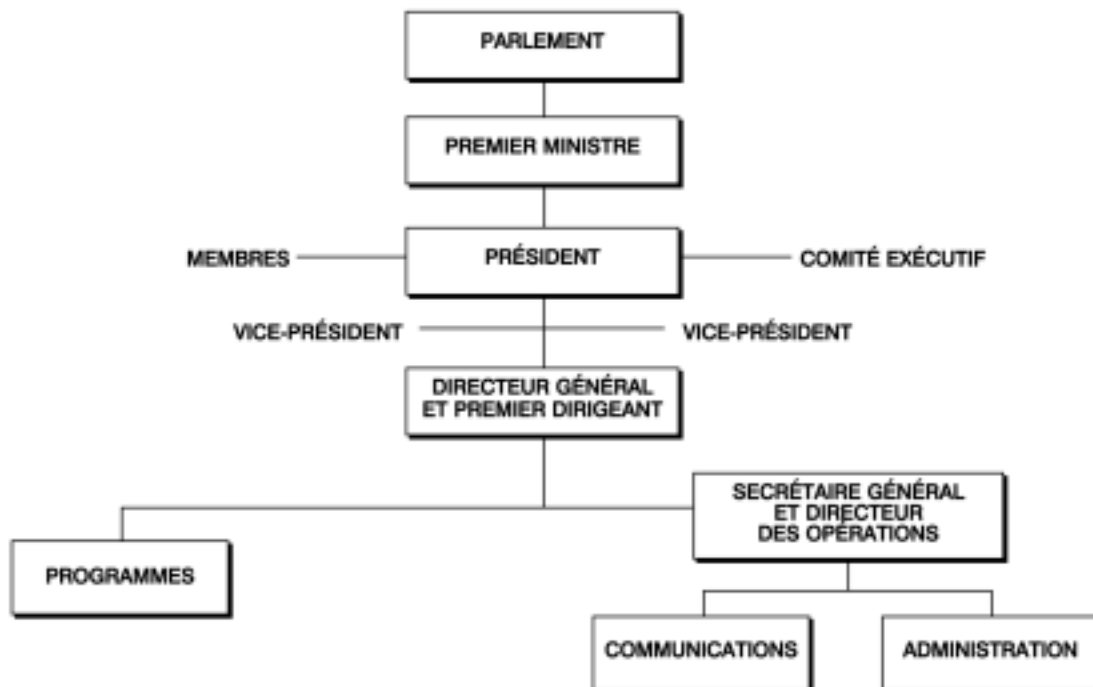 PARLEMENT
PREMIER MINISTRE
MEMBRES
PRÉSIDENT
COMITÉ EXÉCUTIF
VICE-PRÉSIDENT
VICE-PRÉSIDENT
DIRECTEUR GÉNÉRAL
ET PREMIER DIRIGEANT
SECRÉTAIRE GÉNÉRAL
ET DIRECTEUR
DES OPÉRATIONS
PROGRAMMES
COMMUNICATIONS
ADMINISTRATION